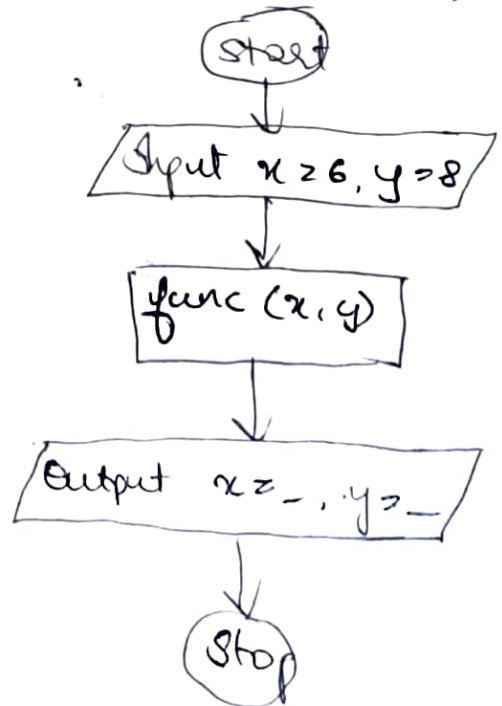 Start
Input x = 6, y = 8
func (x, y)
Output x = _ , y = _
Stop